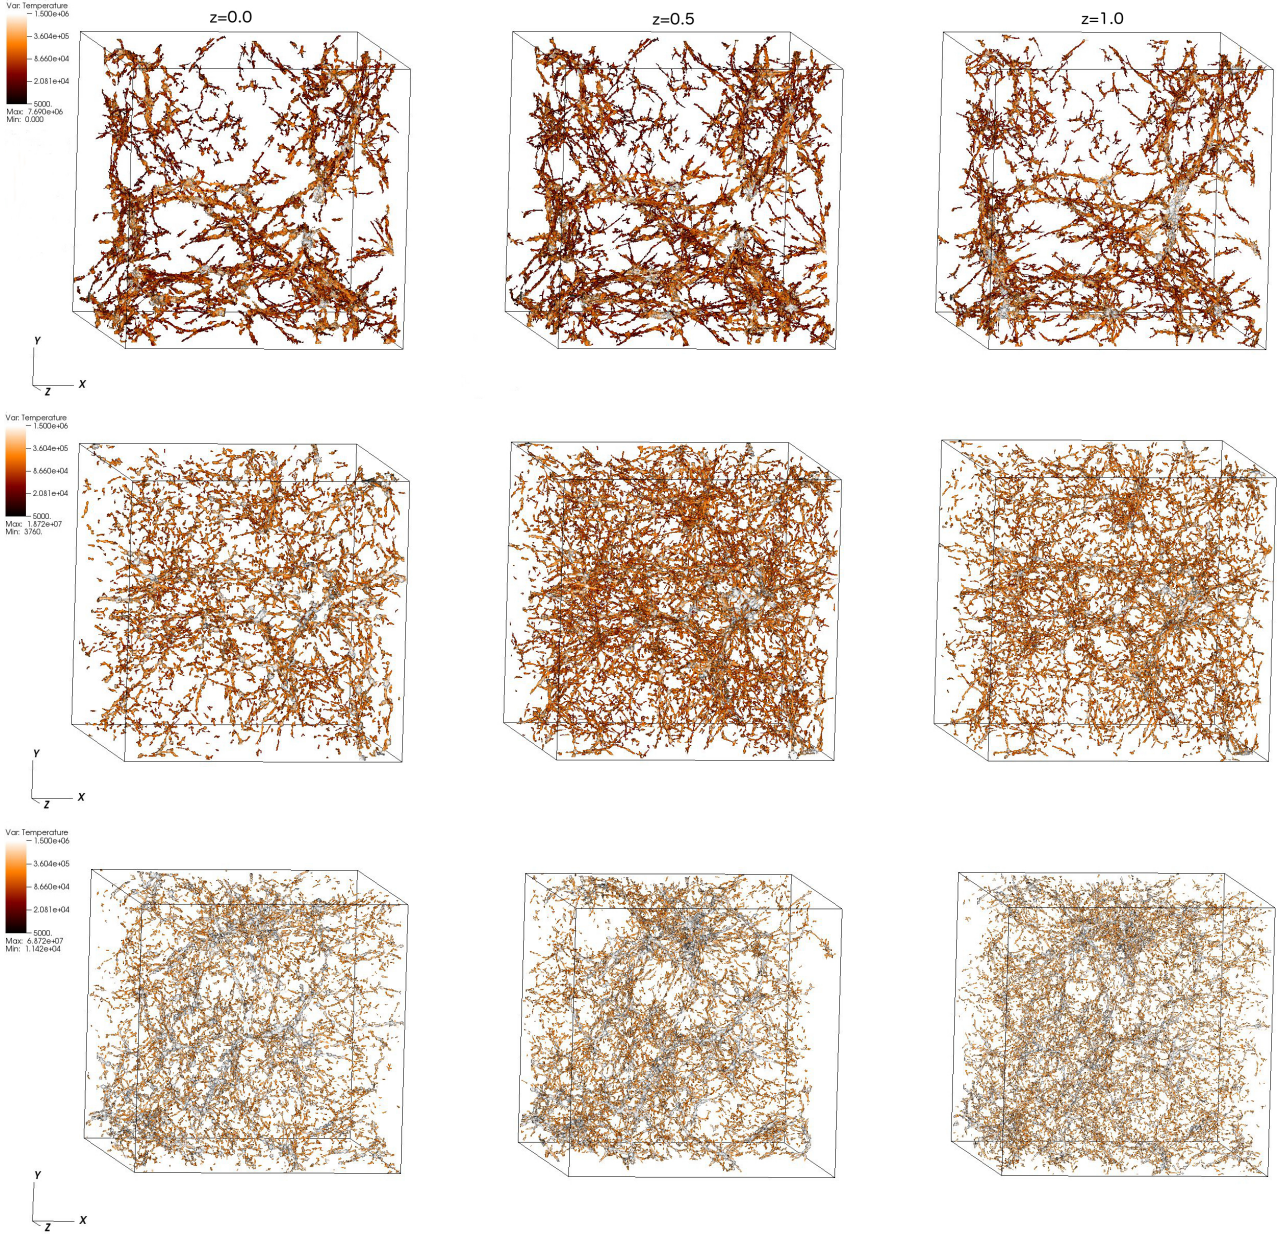 Var: Temperature
1.500e+06
3.604e+05
8.660e+04
2.081e+04
5000.
Max: 7.690e+06
Min: 0.000
z=0.0
z=0.5
z=1.0
Y
X
Z
Var: Temperature
1.500e+06
3.604e+05
8.660e+04
2.081e+04
5000.
Max: 1.872e+07
Min: 3760.
Y
X
Z
Var: Temperature
1.500e+06
3.604e+05
8.660e+04
2.081e+04
5000.
Max: 6.872e+07
Min: 1.142e+04
Y
X
Z